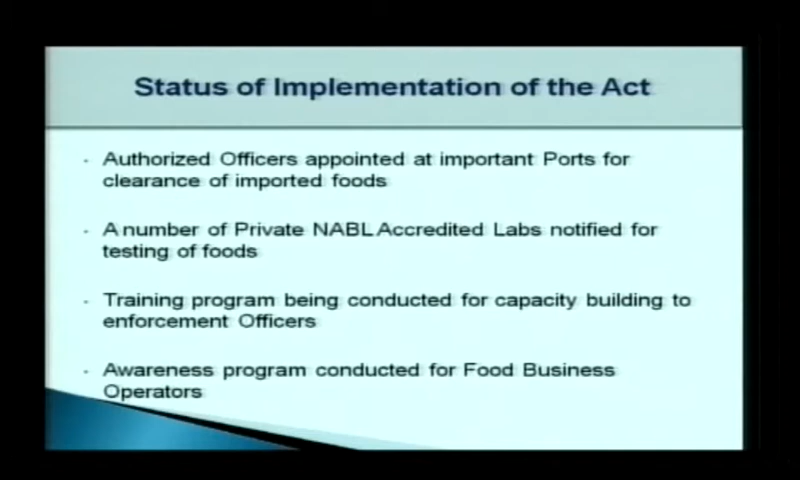 Status of Implementation of the Act
· Authorized Officers appointed at important Ports for
clearance of imported foods
· A number of Private NABL Accredited Labs notified for
testing of foods
· Training program being conducted for capacity building to
enforcement Officers
· Awareness program conducted for Food Business
Operators